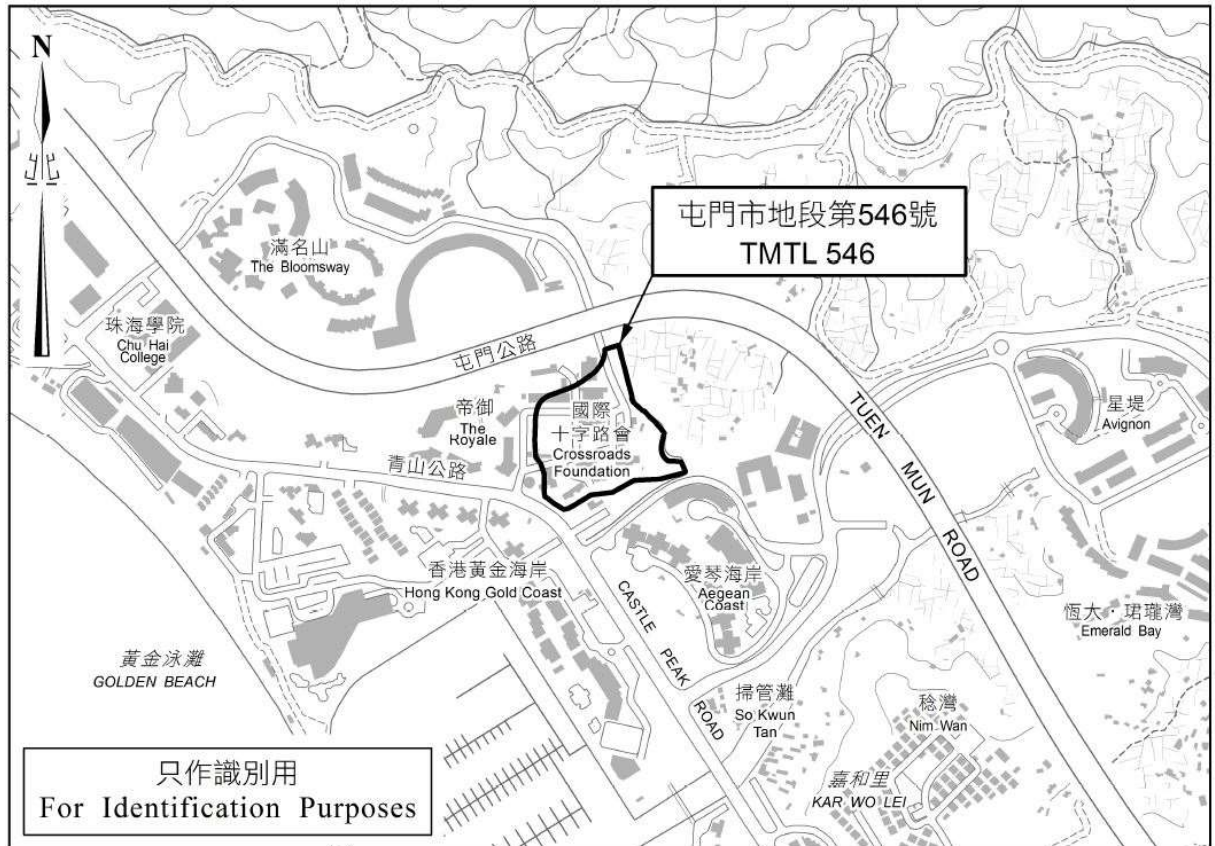 N
屯門市地段第546號
TMTL 546
滿名山
The Bloomsway
珠海學院
Chu Hai
College
屯門公路
帝御
The
Royale
國際
十字路會
Crossroads
Foundation
青山公路
TUEN MUN ROAD
星堤
Avignon
香港黃金海岸
Hong Kong Gold Coast
愛琴海岸
Aegean
Coast
CASTLE PEAK ROAD
恆大．珺瓏灣
Emerald Bay
黃金泳灘
GOLDEN BEACH
掃管灘
So Kwun
Tan
稔灣
Nim Wan
嘉和里
KAR WO LEI
只作識別用
For Identification Purposes